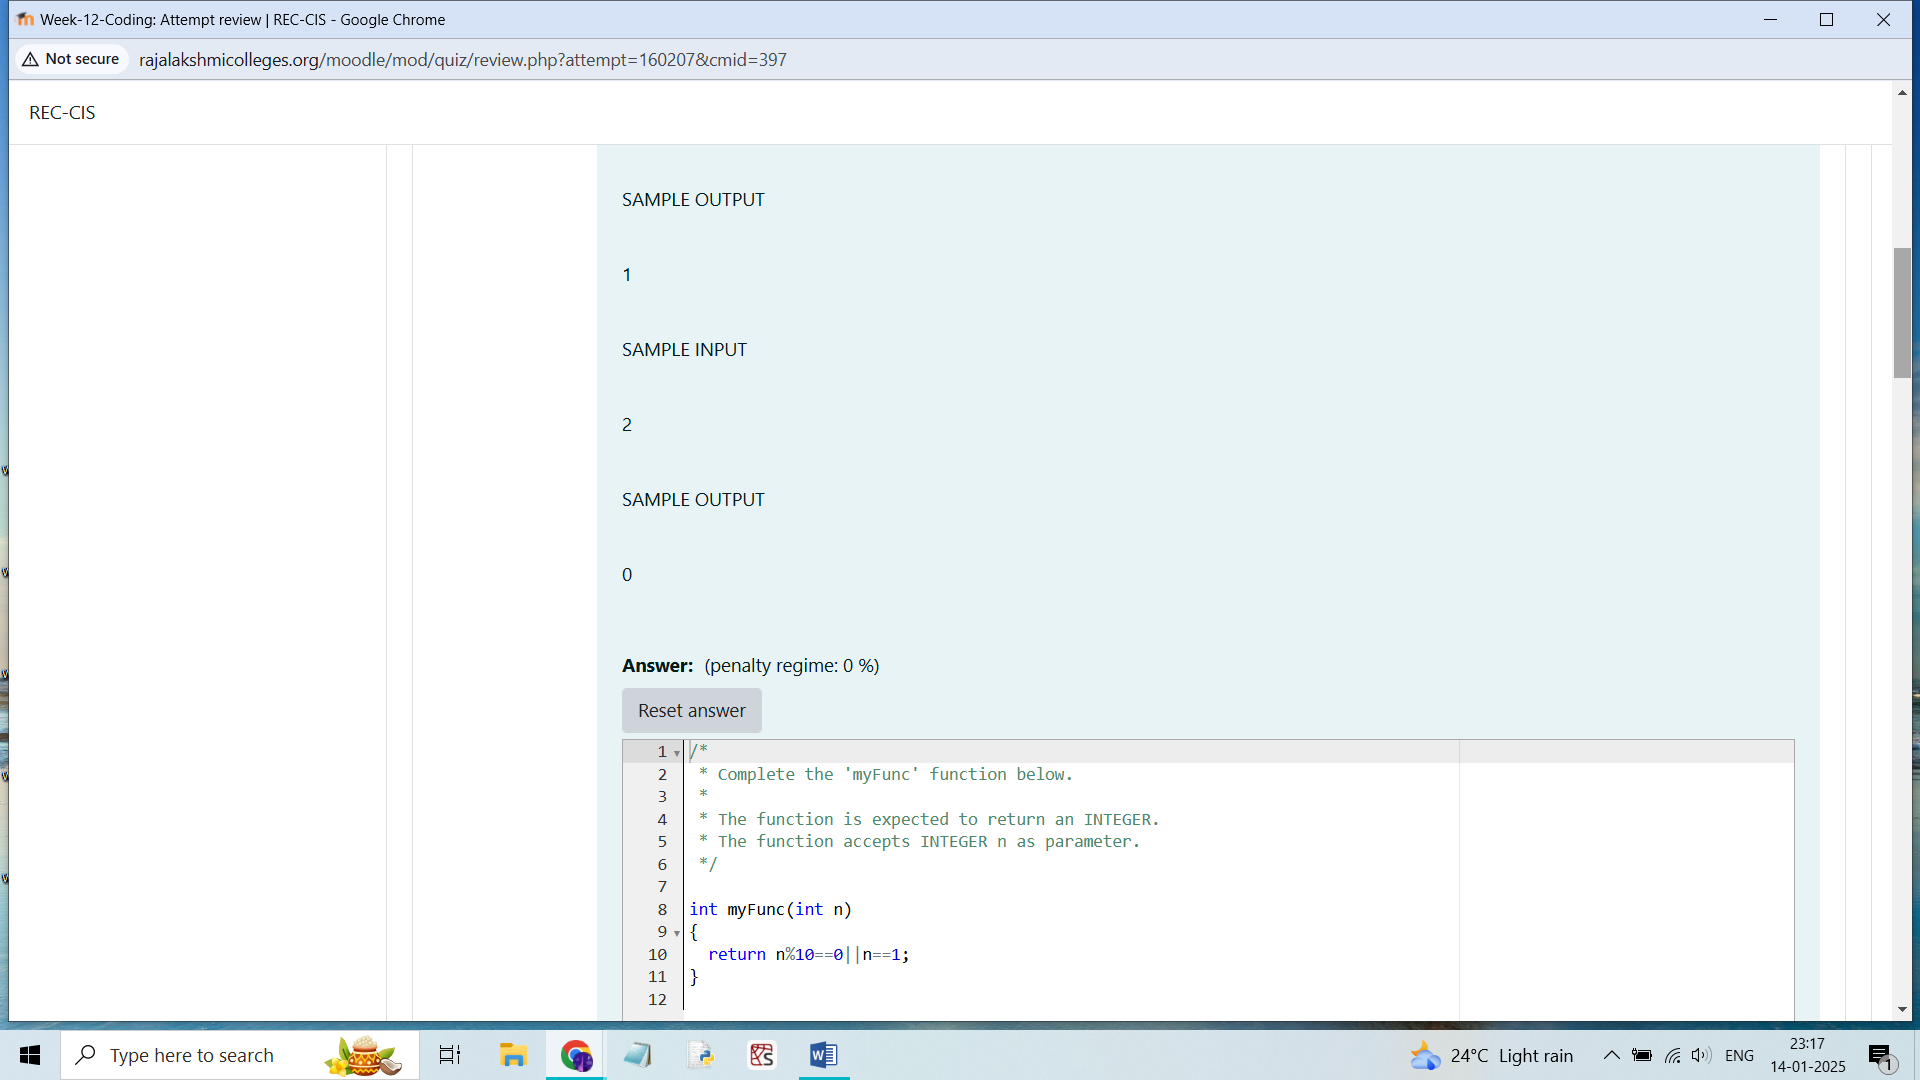 Week-12-Coding: Attempt review | REC-CIS - Google Chrome
Not secure rajalakshmicolleges.org/moodle/mod/quiz/review.php?attempt=160207&cmid=397
REC-CIS
SAMPLE OUTPUT
1
SAMPLE INPUT
2
SAMPLE OUTPUT
0
Answer: (penalty regime: 0 %)
Reset answer
1 /*
2 * Complete the 'myFunc' function below.
3 *
4 * The function is expected to return an INTEGER.
5 * The function accepts INTEGER n as parameter.
6 */
7
8 int myFunc(int n)
9 {
10 return n%10==0||n==1;
11 }
12
Type here to search
24°C Light rain
ENG
23:17
14-01-2025
1